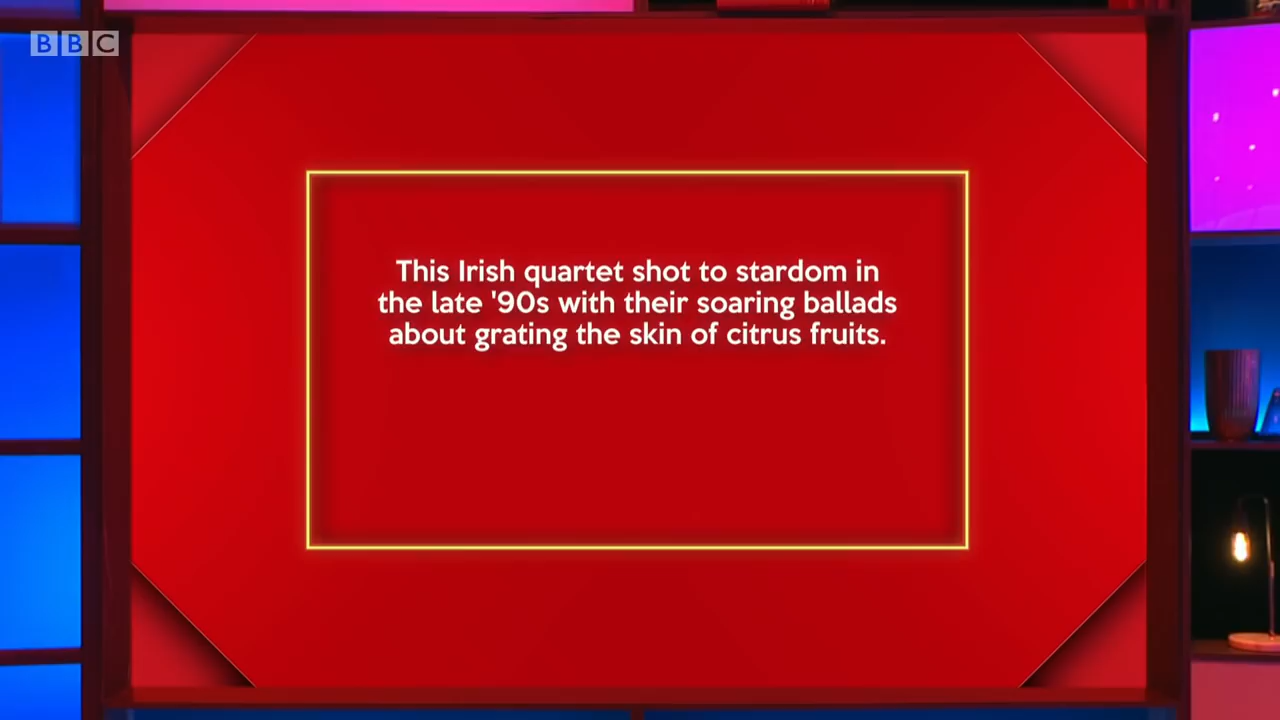 BBC
This Irish quartet shot to stardom in
the late '90s with their soaring ballads
about grating the skin of citrus fruits.